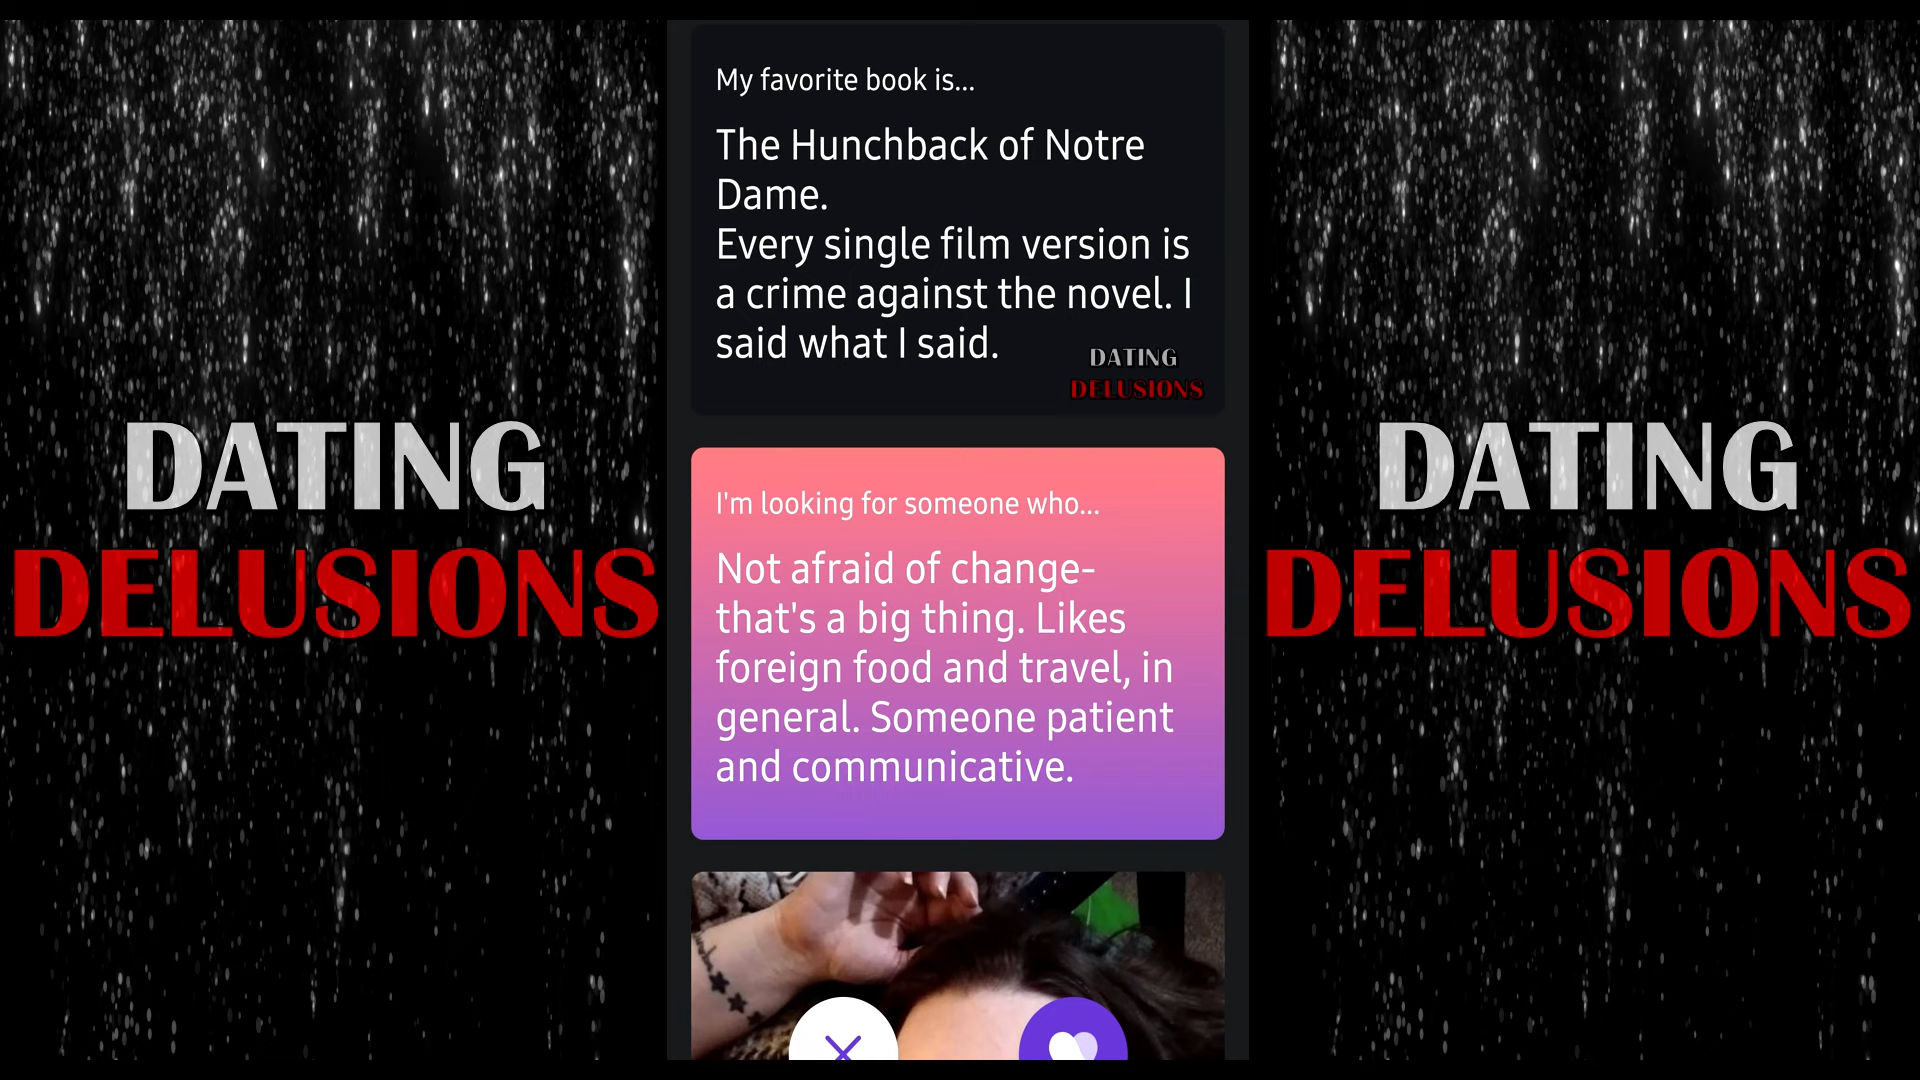 My favorite book is...
The Hunchback of Notre
Dame.
Every single film version is
a crime against the novel. I
said what I said.
DATING
DELUSIONS
I'm looking for someone who...
Not afraid of change-
that's a big thing. Likes
foreign food and travel, in
general. Someone patient
and communicative.
DATING
DELUSIONS
DATING
DELUSIONS